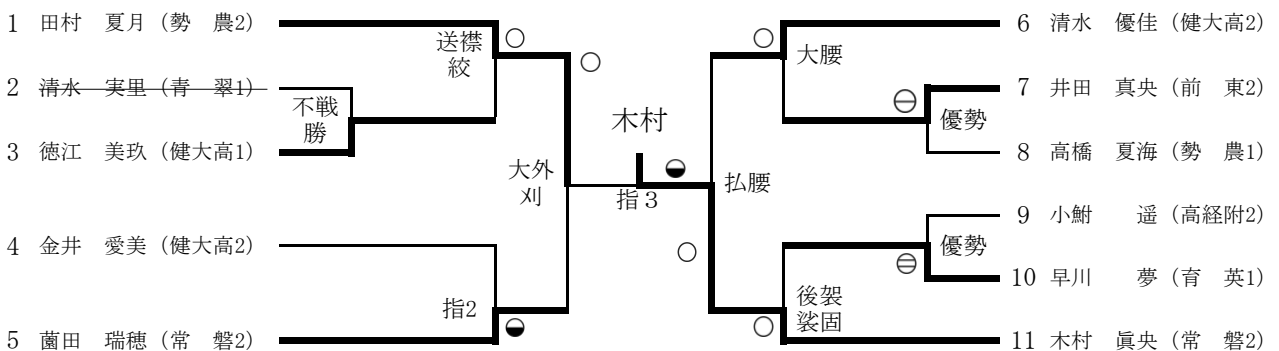 1 田村　夏月（勢　農2）
2 清水　実里（青　翠1）
3 徳江　美玖（健大高1）
4 金井　愛美（健大高2）
5 薗田　瑞穂（常　磐2）
送襟
絞
不戦
勝
大外
刈
指2
木村
指３
払腰
大腰
優勢
優勢
後袈
裟固
6 清水　優佳（健大高2）
7 井田　真央（前　東2）
8 高橋　夏海（勢　農1）
9 小鮒　　遥（高経附2）
10 早川　　夢（育　英1）
11 木村　眞央（常　磐2）